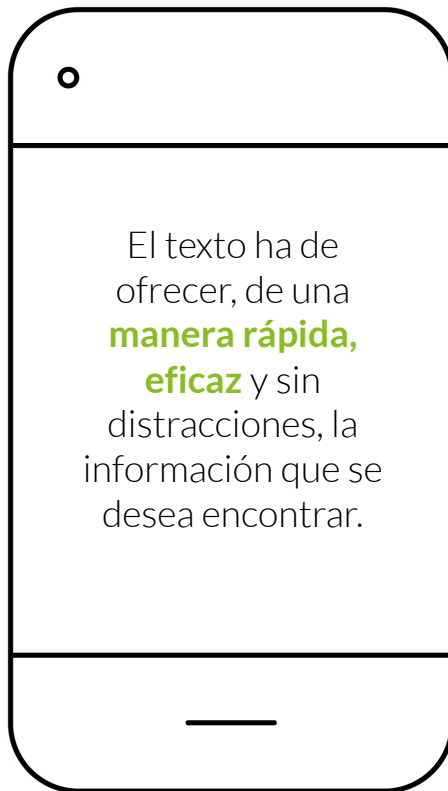 El texto ha de
ofrecer, de una
manera rápida,
eficaz y sin
distracciones, la
información que se
desea encontrar.